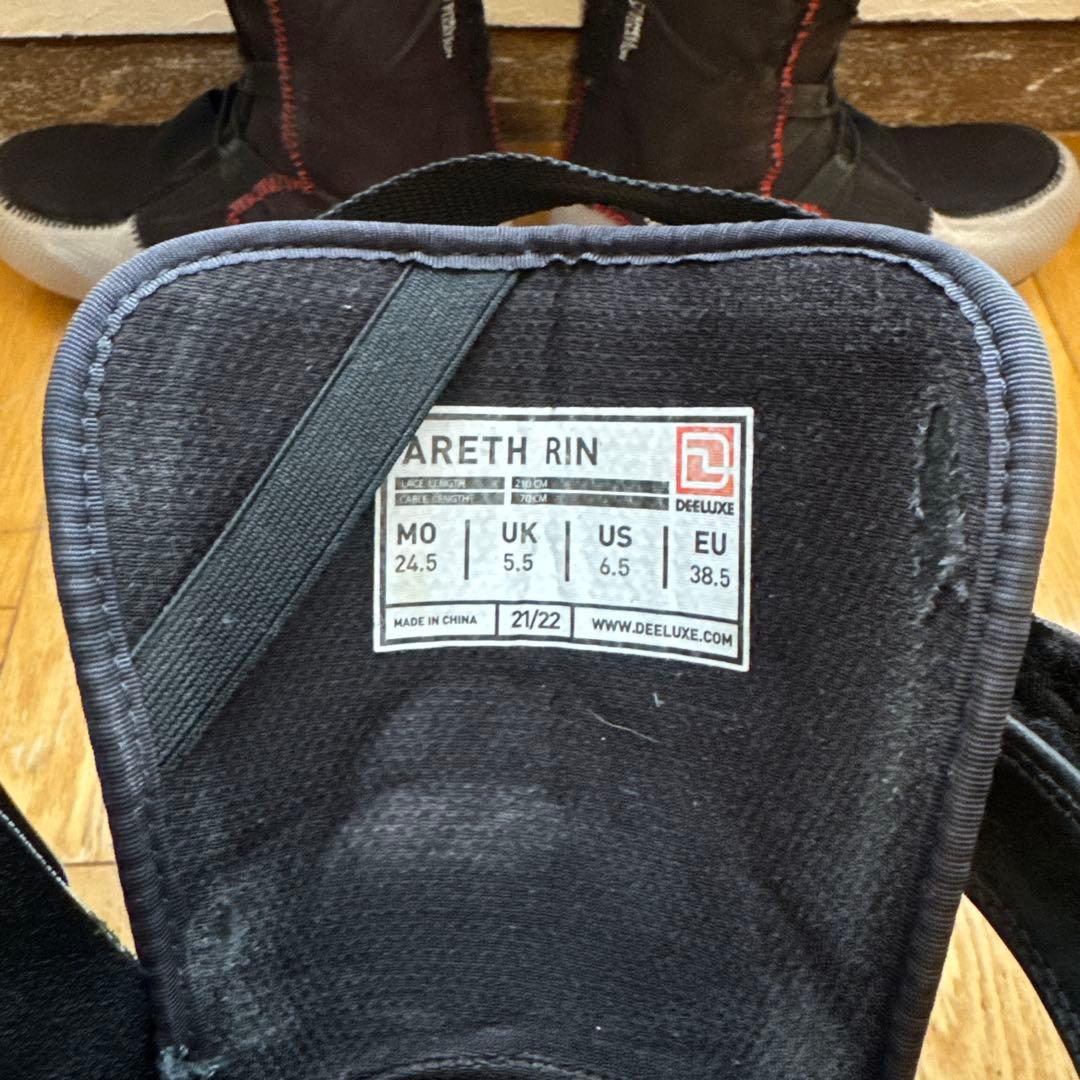 ARETH RIN
LACE LENGTH 210 CM
CABLE LENGTH 70 CM
DEELUXE
MO UK US EU
24.5 5.5 6.5 38.5
MADE IN CHINA 21/22 WWW.DEELUXE.COM